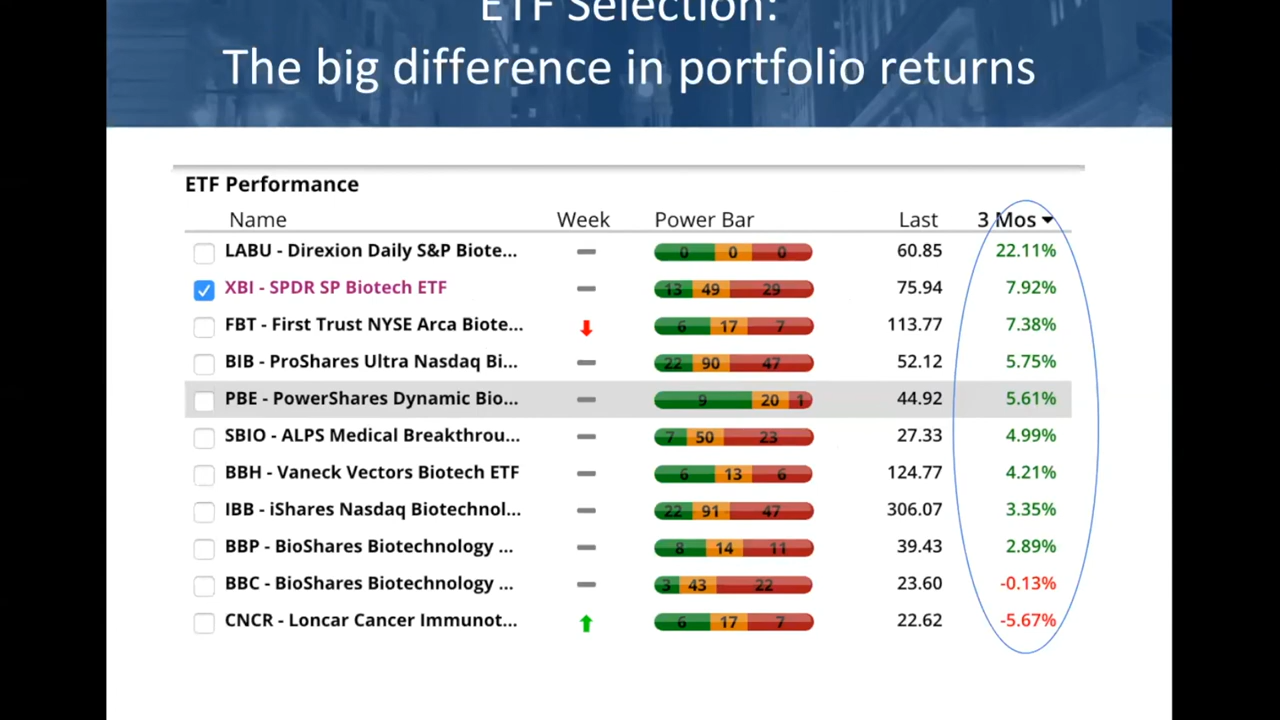 ETF Selection:
The big difference in portfolio returns
ETF Performance
Name Week Power Bar Last 3 Mos
LABU - Direxion Daily S&P Biote... 0 0 0 60.85 22.11%
XBI - SPDR SP Biotech ETF 13 49 29 75.94 7.92%
FBT - First Trust NYSE Arca Biote... 6 17 7 113.77 7.38%
BIB - ProShares Ultra Nasdaq Bi... 22 90 47 52.12 5.75%
PBE - PowerShares Dynamic Bio... 9 20 1 44.92 5.61%
SBIO - ALPS Medical Breakthrou... 7 50 23 27.33 4.99%
BBH - Vaneck Vectors Biotech ETF 6 13 6 124.77 4.21%
IBB - iShares Nasdaq Biotechnol... 22 91 47 306.07 3.35%
BBP - BioShares Biotechnology ... 8 14 11 39.43 2.89%
BBC - BioShares Biotechnology ... 3 43 22 23.60 -0.13%
CNCR - Loncar Cancer Immunot... 6 17 7 22.62 -5.67%